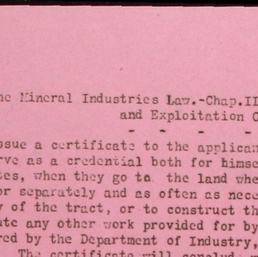 he Mineral Industries Law.-Chap.II
and Exploitation
- - - -
ssue a certificate to the applican
rve as a credential both for himse
es, when they go to the land whe
or separately and as often as nece
y of the tract, or to construct th
ute any other work provided for by
red by the Department of Industry,
The certificate will